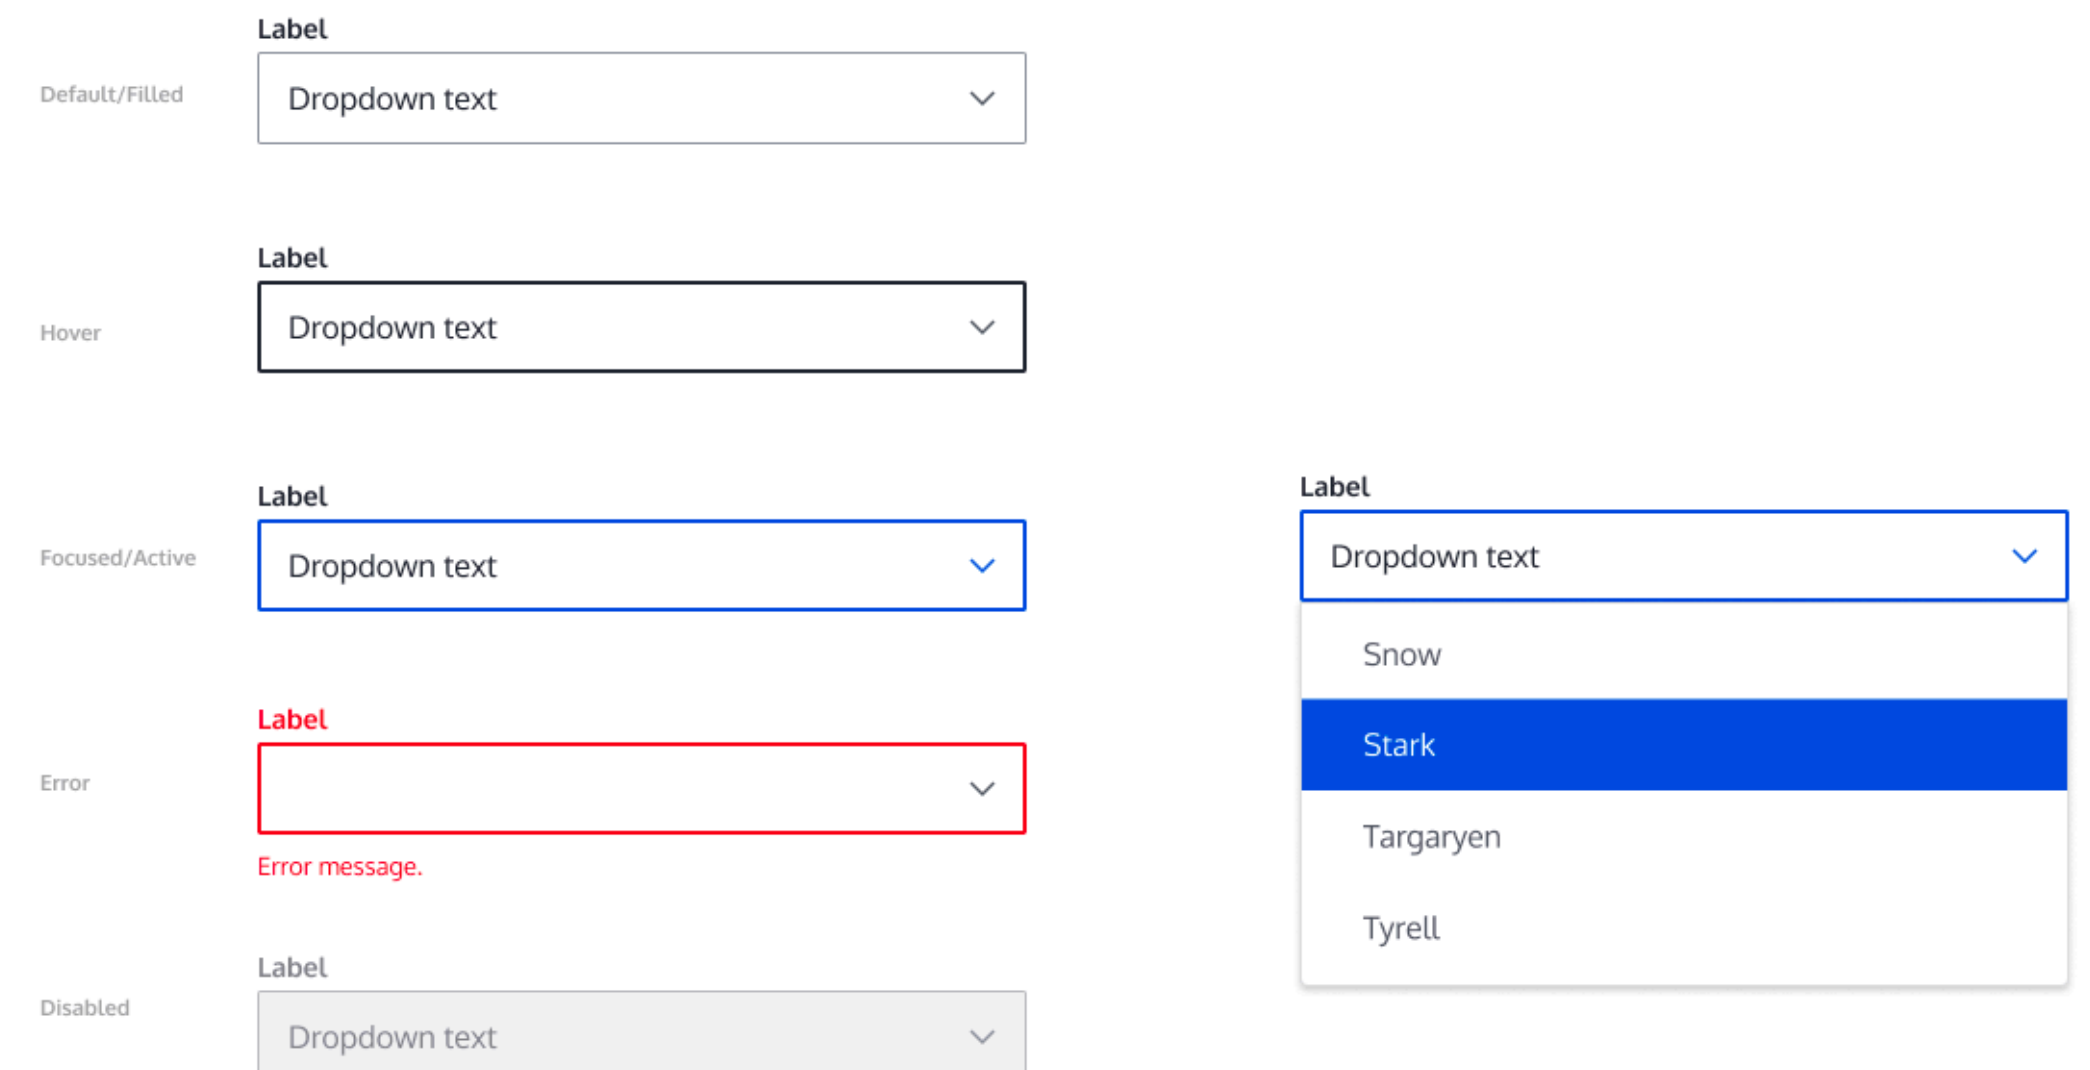 Label
Default/Filled
Dropdown text
Label
Hover
Dropdown text
Label
Focused/Active
Dropdown text
Label
Error
Error message.
Label
Disabled
Dropdown text
Label
Dropdown text
Snow
Stark
Targaryen
Tyrell